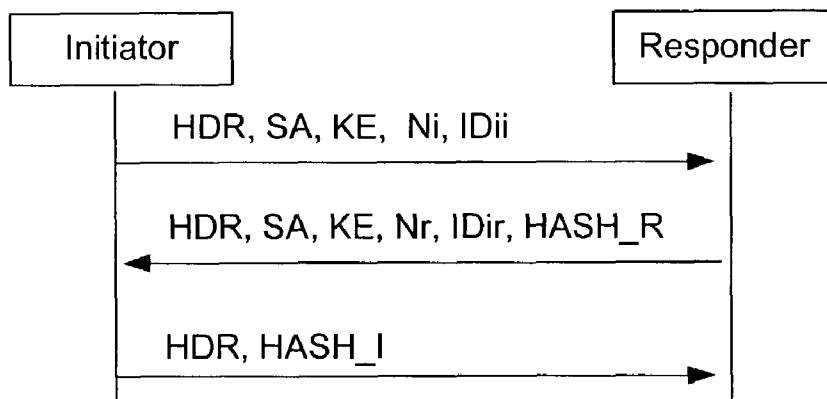 Initiator
Responder
HDR, SA, KE, Ni, IDii
HDR, SA, KE, Nr, IDir, HASH_R
HDR, HASH_I